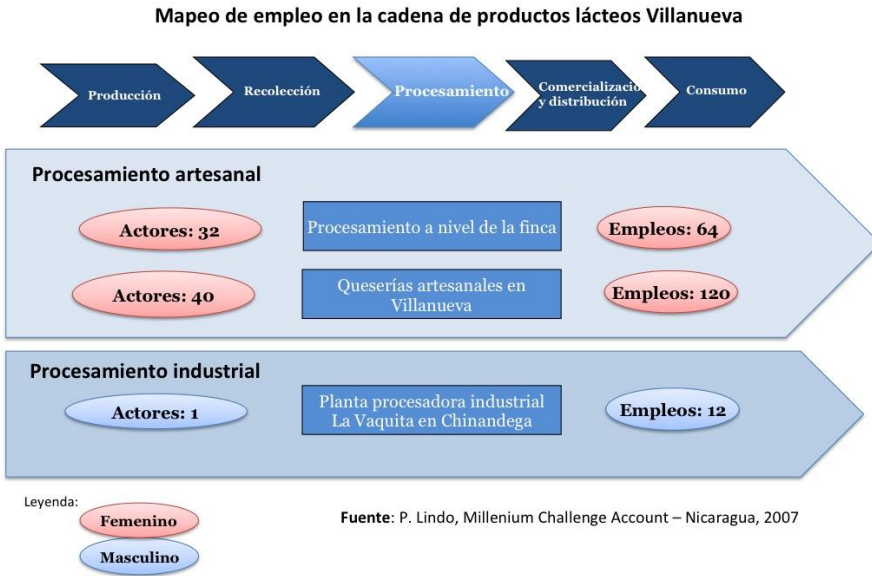 Mapeo de empleo en la cadena de productos lácteos Villanueva
Producción
Recolección
Procesamiento
Comercializacio
y distribución
Consumo
Procesamiento artesanal
Actores: 32
Procesamiento a nivel de la finca
Empleos: 64
Actores: 40
Queserías artesanales en
Villanueva
Empleos: 120
Procesamiento industrial
Actores: 1
Planta procesadora industrial
La Vaquita en Chinandega
Empleos: 12
Leyenda:
Femenino
Masculino
Fuente: P. Lindo, Millenium Challenge Account – Nicaragua, 2007